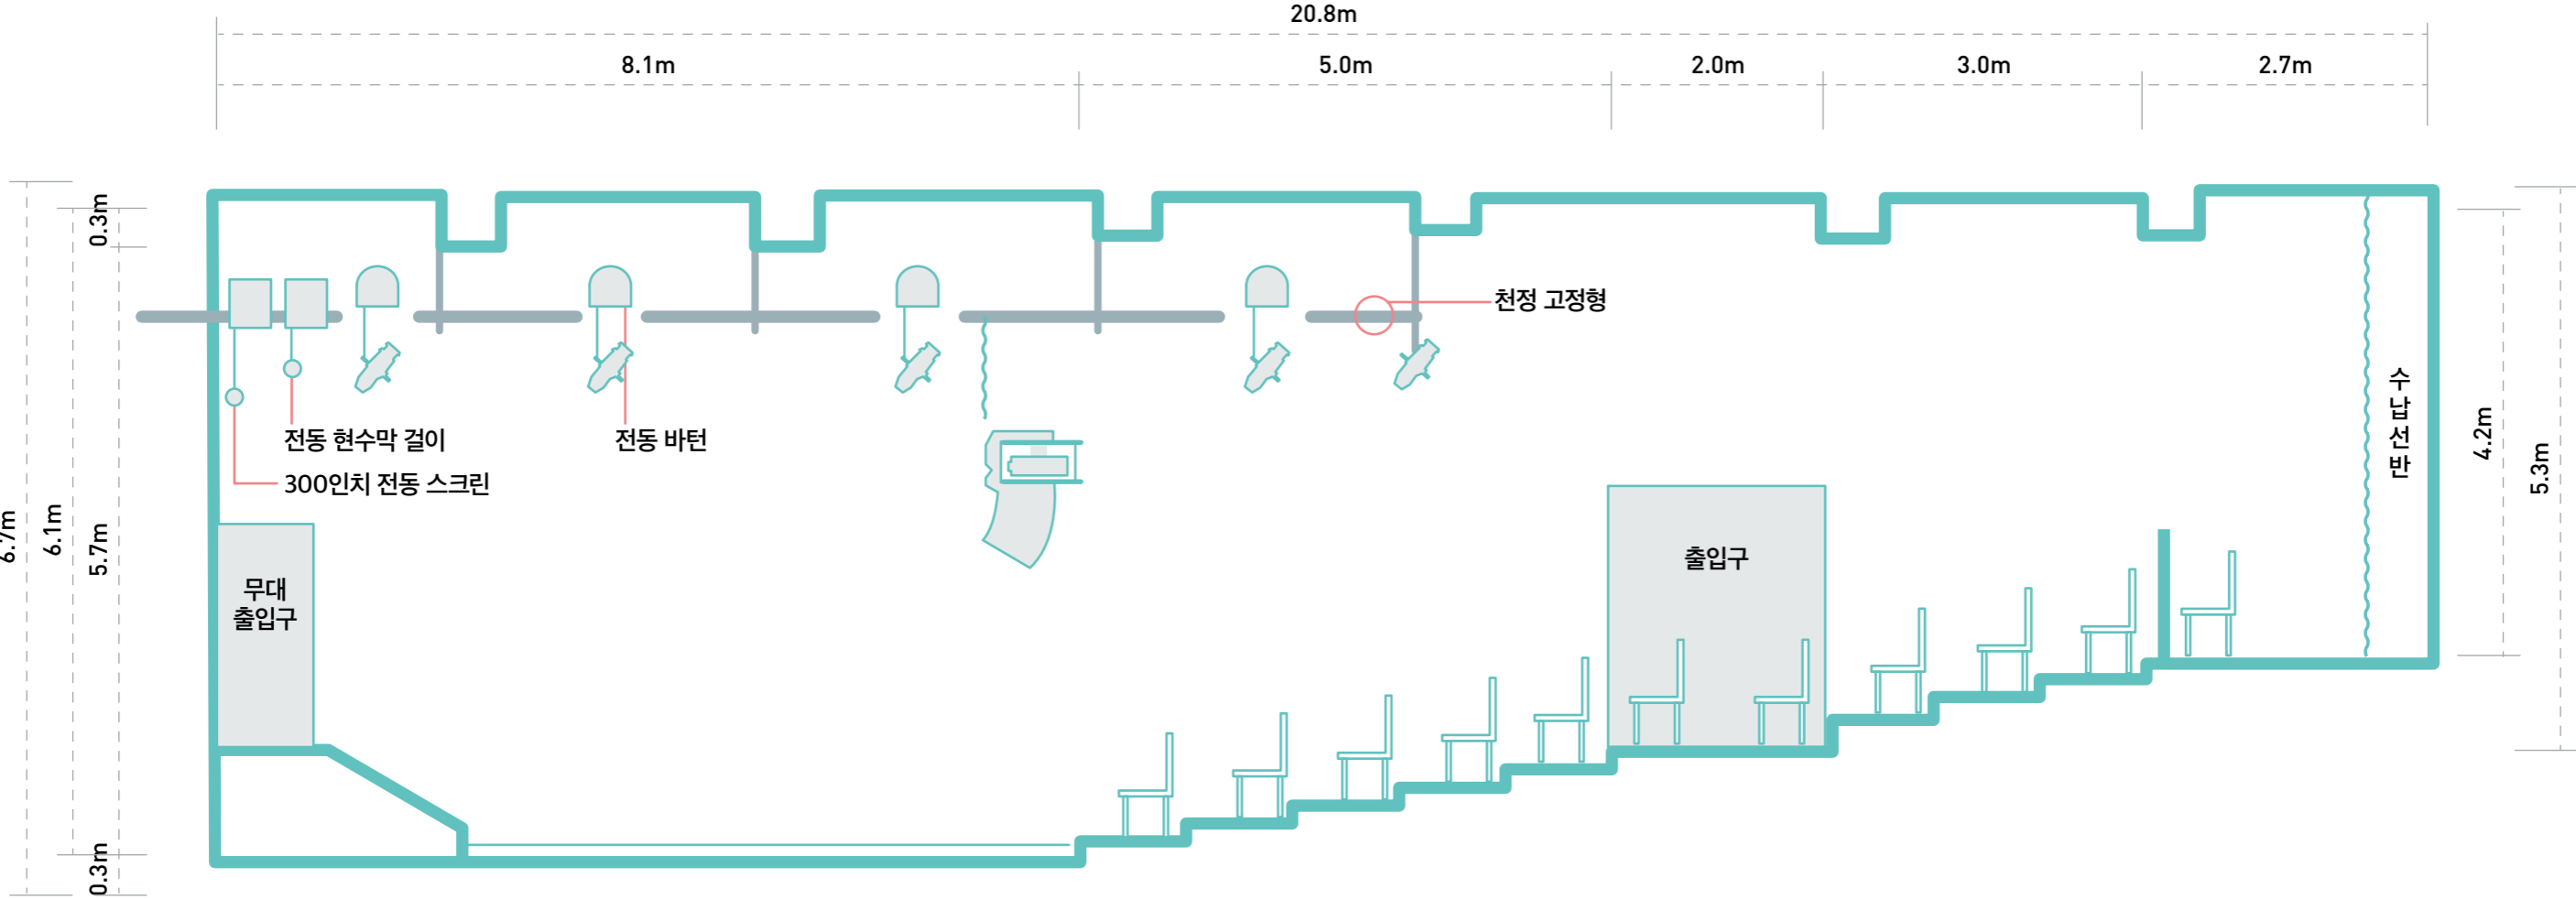 20.8m
8.1m
5.0m
2.0m
3.0m
2.7m
0.3m
천정 고정형
전동 현수막 걸이
전동 바턴
300인치 전동 스크린
수
납
선
반
4.2m
5.3m
6.7m
6.1m
5.7m
무대
출입구
출입구
0.3m